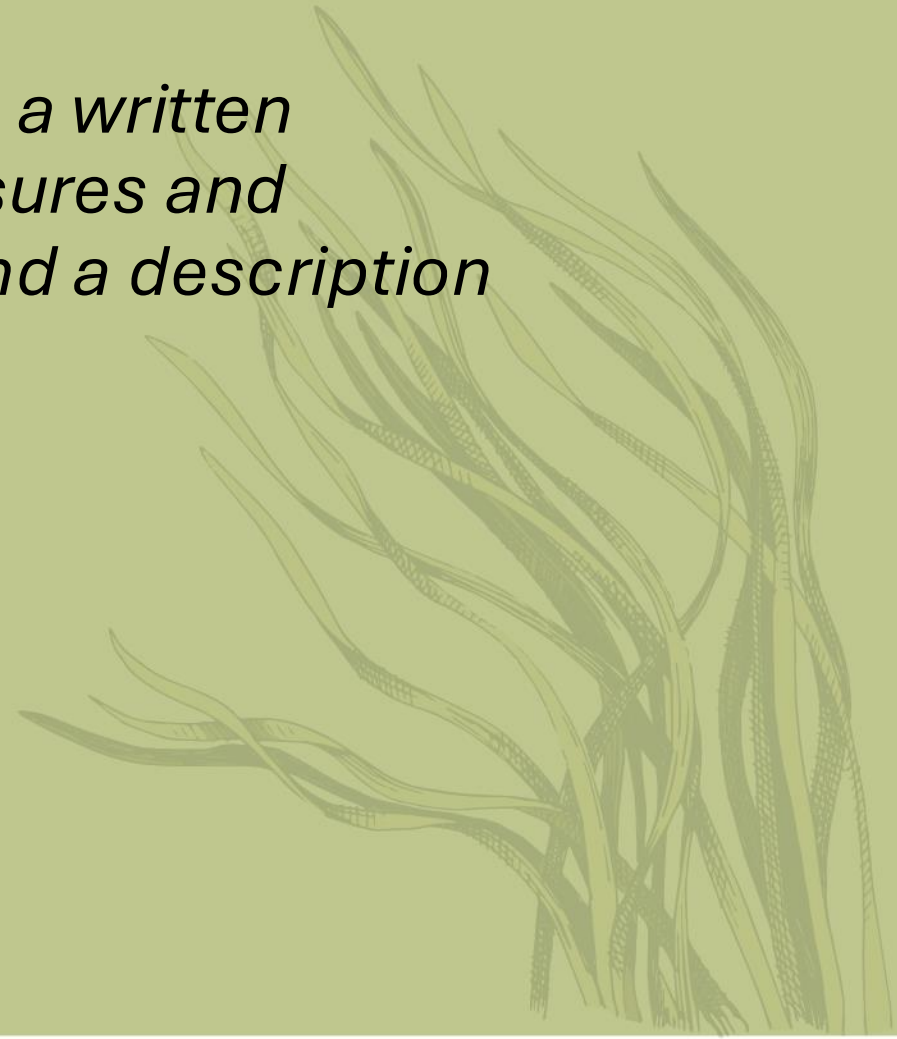 a written
sures and
nd a description